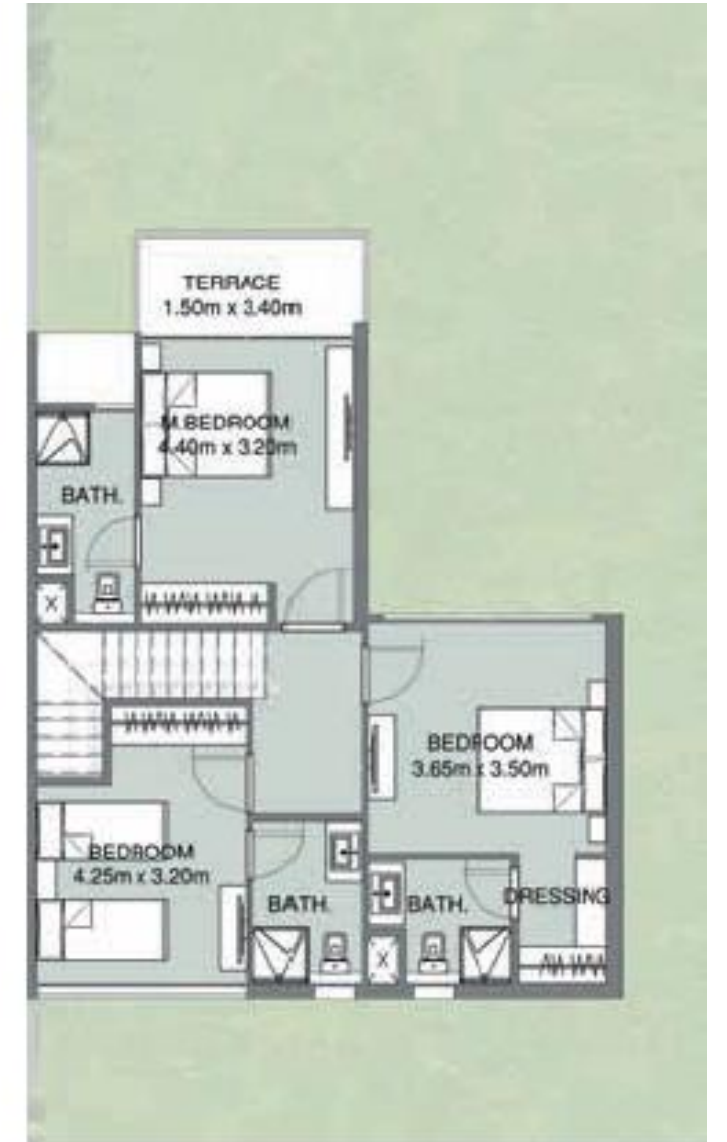 TERRACE
1.50m x 3.40m
M.BEDROOM
4.40m x 3.20m
BATH.
X
BEDROOM
3.65m x 3.50m
BEDROOM
4.25m x 3.20m
BATH.
BATH.
DRESSING
X